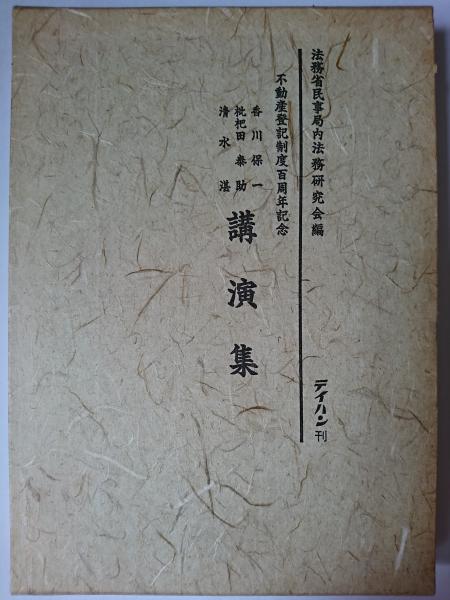 法務省民事局内法務研究会編
不動産登記制度百周年記念
香川保一
枇杷田泰助
清水湛
講演集
テイハン刊